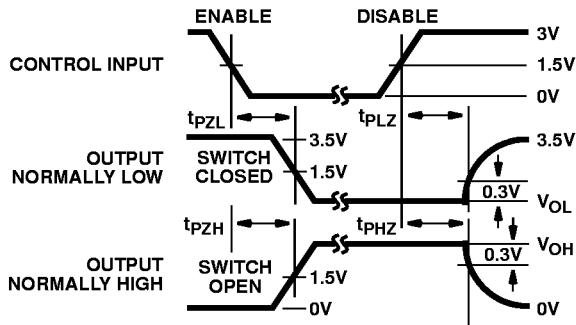 ENABLE DISABLE
3V
CONTROL INPUT 1.5V
0V
tPZL tPLZ
3.5V 3.5V
OUTPUT SWITCH
NORMALLY LOW CLOSED 1.5V 0.3V
VOL
tPZH tPHZ
VOH
OUTPUT SWITCH 0.3V
NORMALLY HIGH OPEN 1.5V
0V 0V